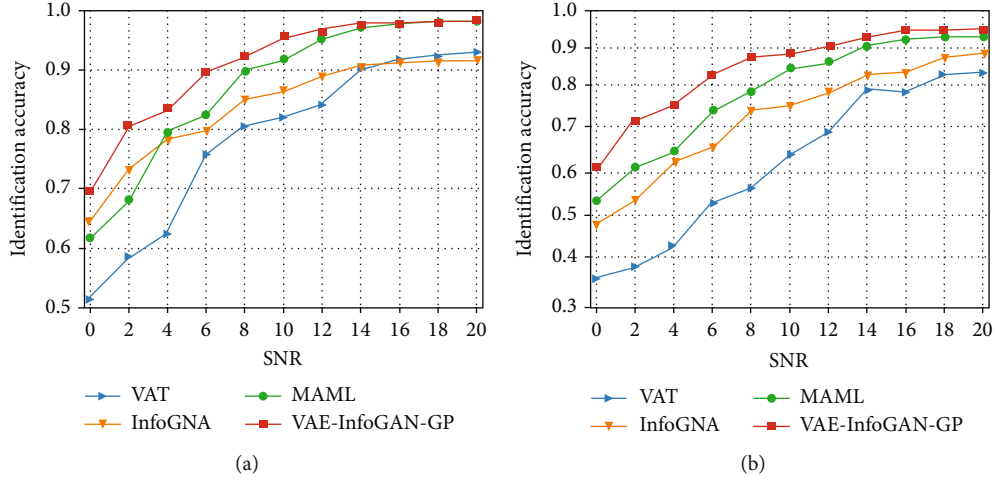 1.0
0.9
0.8
0.7
0.6
0.5
Identification accuracy
0 2 4 6 8 10 12 14 16 18 20
SNR
VAT MAML
InfoGNA VAE-InfoGAN-GP
(a)
1.0
0.9
0.8
0.7
0.6
0.5
0.4
0.3
Identification accuracy
0 2 4 6 8 10 12 14 16 18 20
SNR
VAT MAML
InfoGNA VAE-InfoGAN-GP
(b)